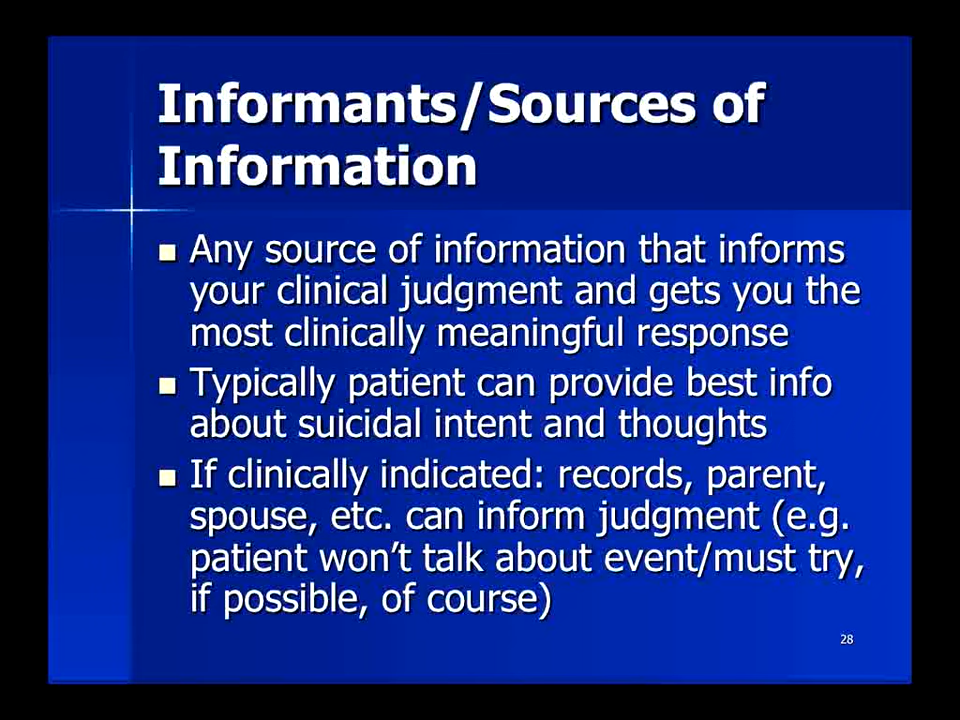 Informants/Sources of
Information
Any source of information that informs
your clinical judgment and gets you the
most clinically meaningful response
Typically patient can provide best info
about suicidal intent and thoughts
If clinically indicated: records, parent,
spouse, etc. can inform judgment (e.g.
patient won’t talk about event/must try,
if possible, of course)
28